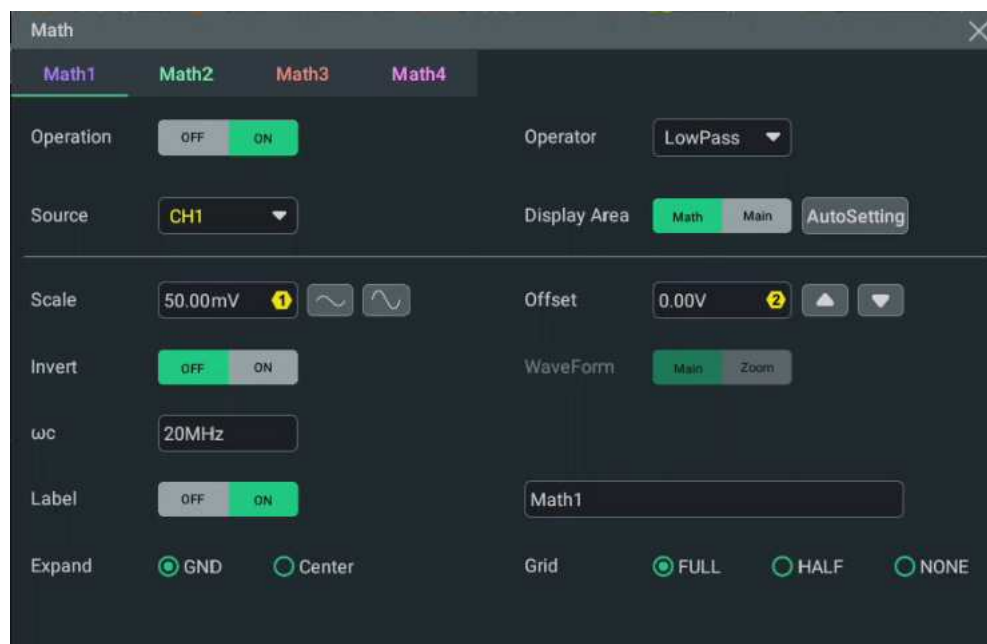 Math
Math1 Math2 Math3 Math4
Operation OFF ON Operator LowPass
Source CH1 Display Area Math Main AutoSetting
Scale 50.00mV 1 Offset 0.00V 2
Invert OFF ON WaveForm Main Zoom
ωc 20MHz
Label OFF ON Math1
Expand GND Center Grid FULL HALF NONE